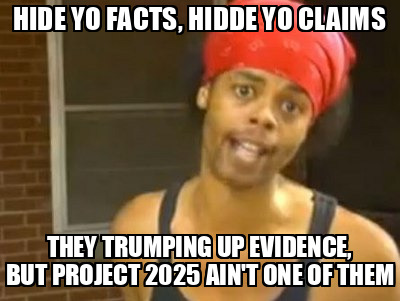 HIDE YO FACTS, HIDDE YO CLAIMS
THEY TRUMPING UP EVIDENCE,
BUT PROJECT 2025 AIN'T ONE OF THEM